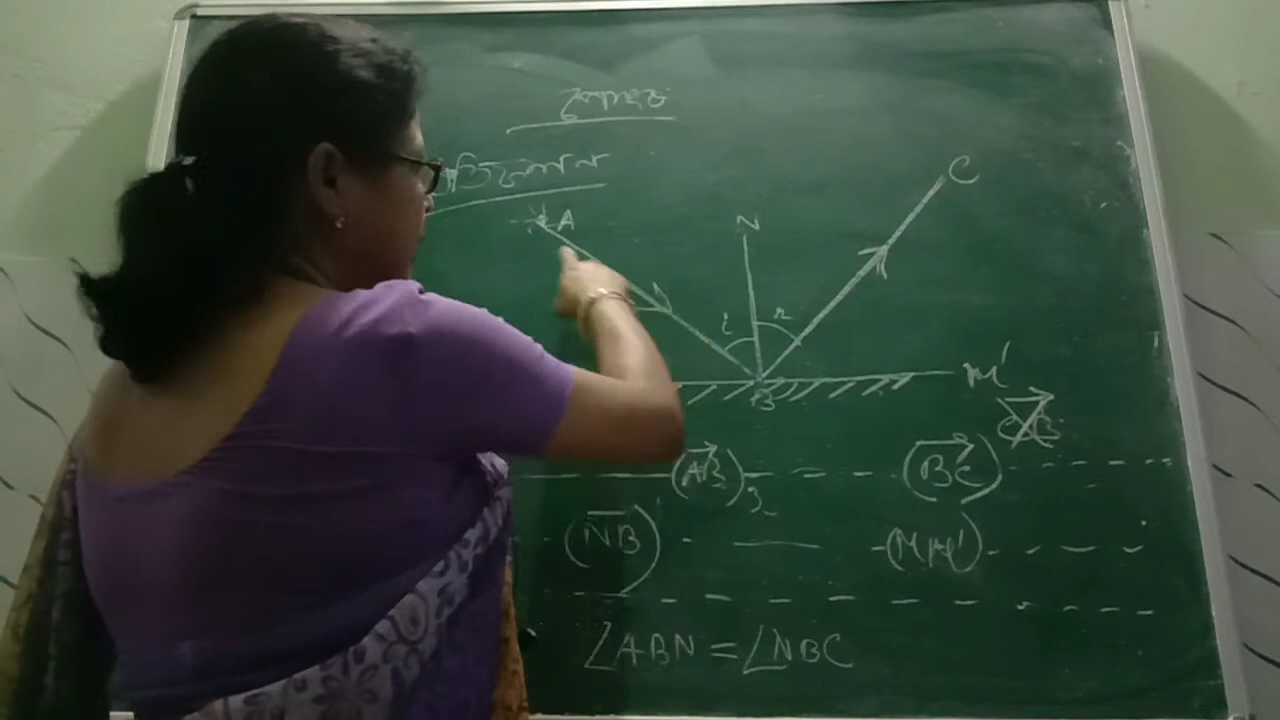 A N C
i r
B M'
(AB) (BC)
(NB) (MM')
∠ABN = ∠NBC